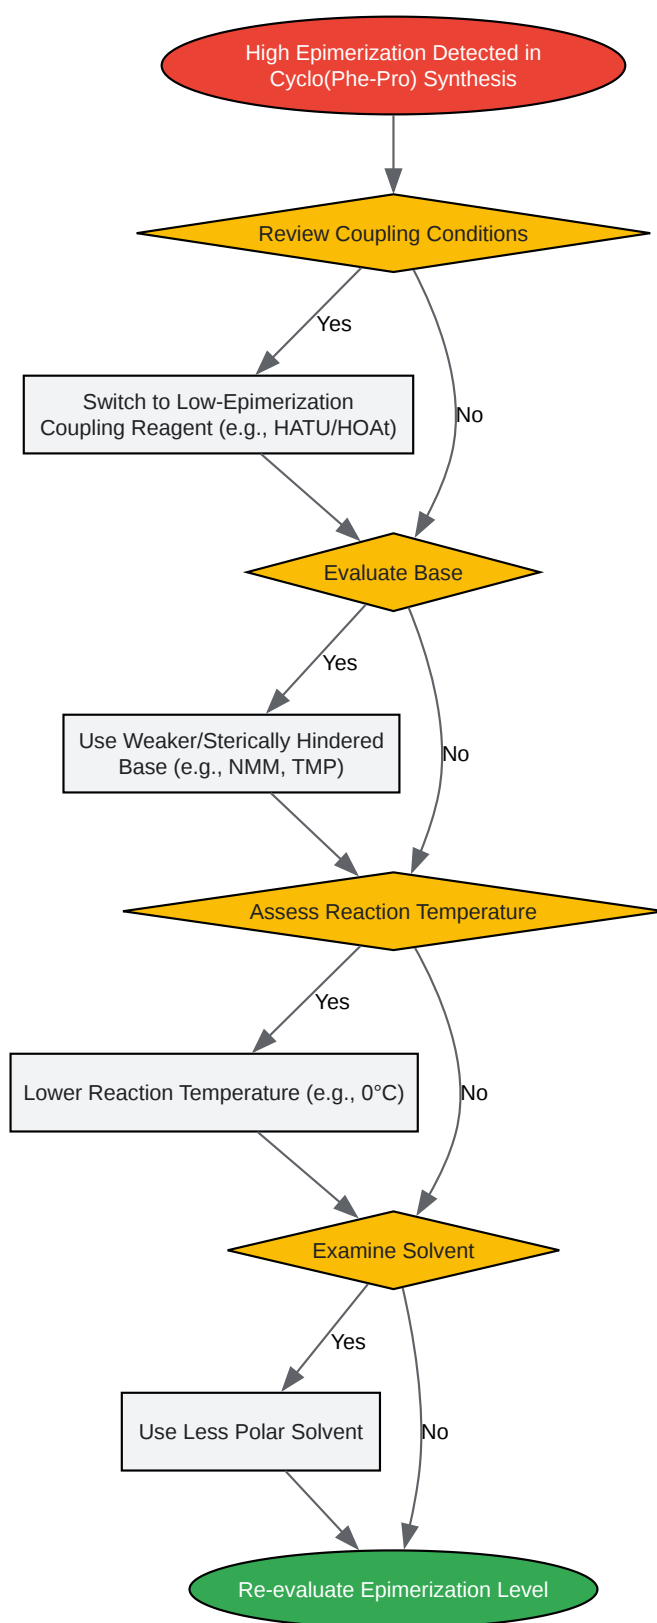 High Epimerization Detected in
Cyclo(Phe-Pro) Synthesis
Review Coupling Conditions
Yes
Switch to Low-Epimerization
Coupling Reagent (e.g., HATU/HOAt)
No
Evaluate Base
Yes
Use Weaker/Sterically Hindered
Base (e.g., NMM, TMP)
No
Assess Reaction Temperature
Yes
Lower Reaction Temperature (e.g., 0°C)
No
Examine Solvent
Yes
Use Less Polar Solvent
No
Re-evaluate Epimerization Level